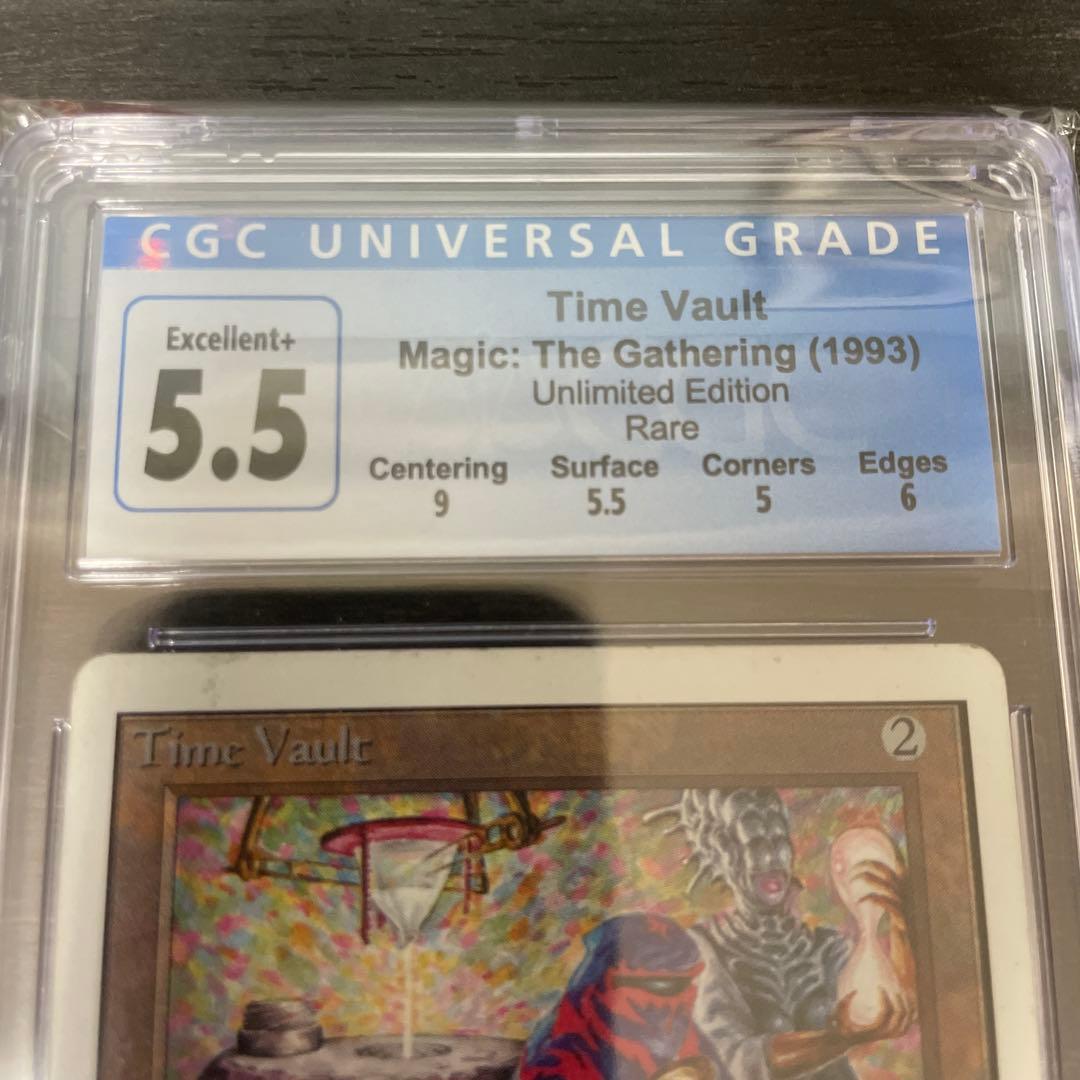 CGC UNIVERSAL GRADE
Excellent+
5.5
Time Vault
Magic: The Gathering (1993)
Unlimited Edition
Rare
Centering Surface Corners Edges
9 5.5 5 6
Time Vault 2